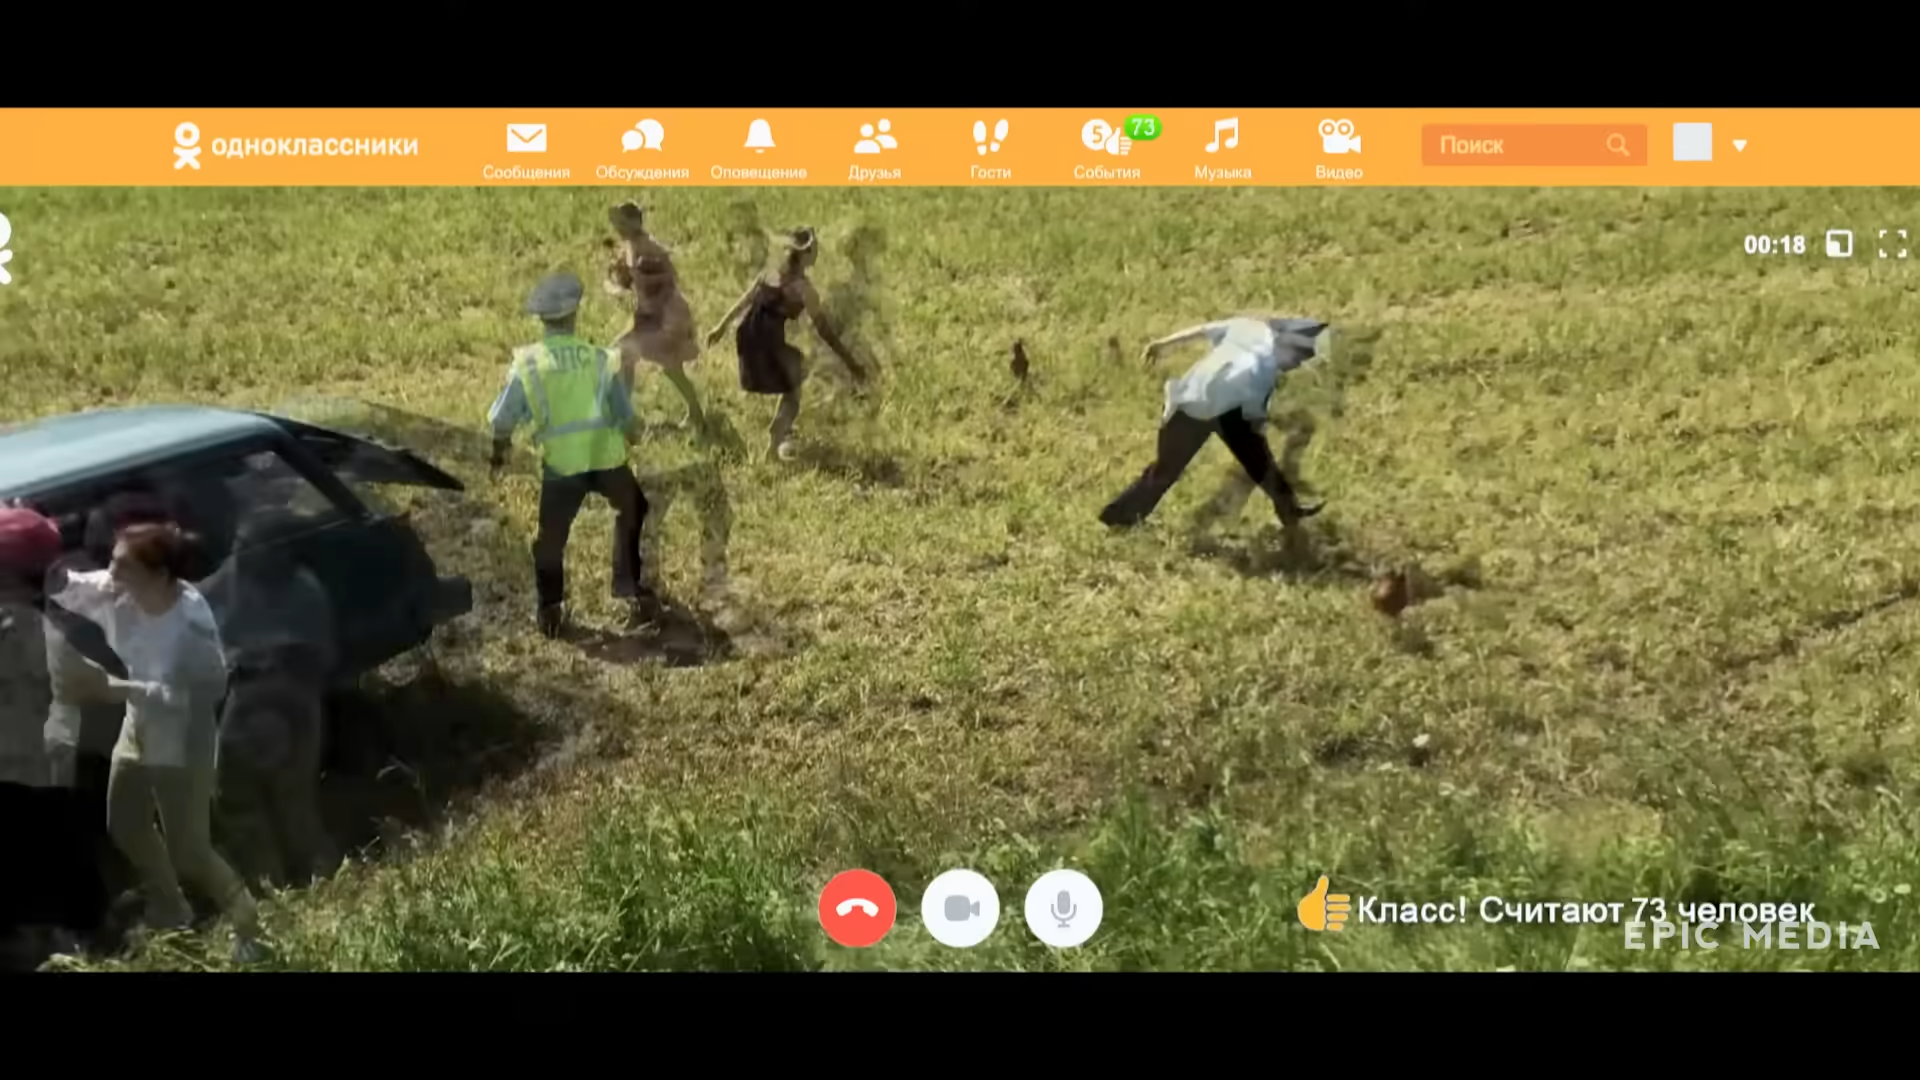 одноклассники
Сообщения
Обсуждения
Оповещение
Друзья
Гости
5
73
События
Музыка
Видео
Поиск
00:18
ДПС
Класс! Считают 73 человек
EPIC MEDIA